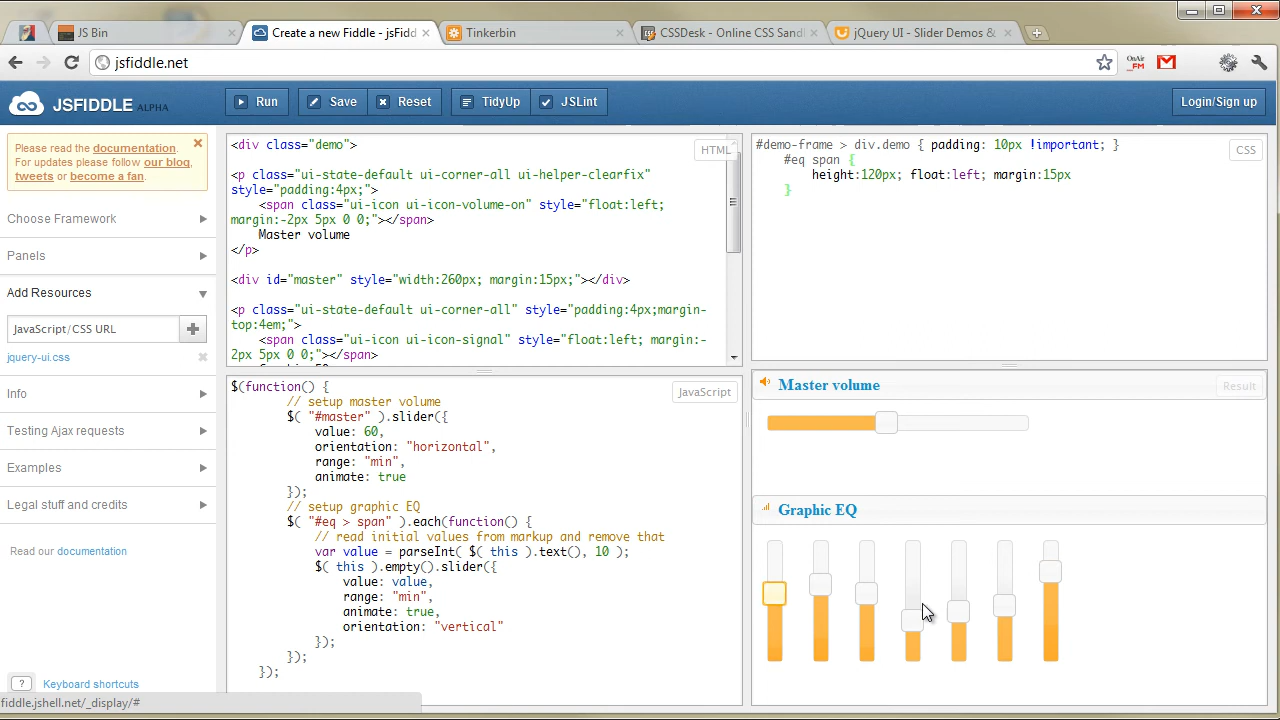 JS Bin
Create a new Fiddle - jsFidd
Tinkerbin
CSSDesk - Online CSS Sand
jQuery UI - Slider Demos &
jsfiddle.net
OnAir
FM
JSFIDDLE ALPHA
Run
Save
Reset
TidyUp
JSLint
Login/Sign up
Please read the documentation.
For updates please follow our blog,
tweets or become a fan.
Choose Framework
Panels
Add Resources
JavaScript/CSS URL
jquery-ui.css
Info
Testing Ajax requests
Examples
Legal stuff and credits
Read our documentation
? Keyboard shortcuts
fiddle.jshell.net/_display/#
HTML
<div class="demo">
<p class="ui-state-default ui-corner-all ui-helper-clearfix"
style="padding:4px;">
<span class="ui-icon ui-icon-volume-on" style="float:left;
margin:-2px 5px 0 0;"></span>
Master volume
</p>
<div id="master" style="width:260px; margin:15px;"></div>
<p class="ui-state-default ui-corner-all" style="padding:4px;margin-
top:4em;">
<span class="ui-icon ui-icon-signal" style="float:left; margin:-
2px 5px 0 0;"></span>
JavaScript
$(function() {
// setup master volume
$( "#master" ).slider({
value: 60,
orientation: "horizontal",
range: "min",
animate: true
});
// setup graphic EQ
$( "#eq > span" ).each(function() {
// read initial values from markup and remove that
var value = parseInt( $( this ).text(), 10 );
$( this ).empty().slider({
value: value,
range: "min",
animate: true,
orientation: "vertical"
});
});
});
CSS
#demo-frame > div.demo { padding: 10px !important; }
#eq span {
height:120px; float:left; margin:15px
}
Result
Master volume
Graphic EQ